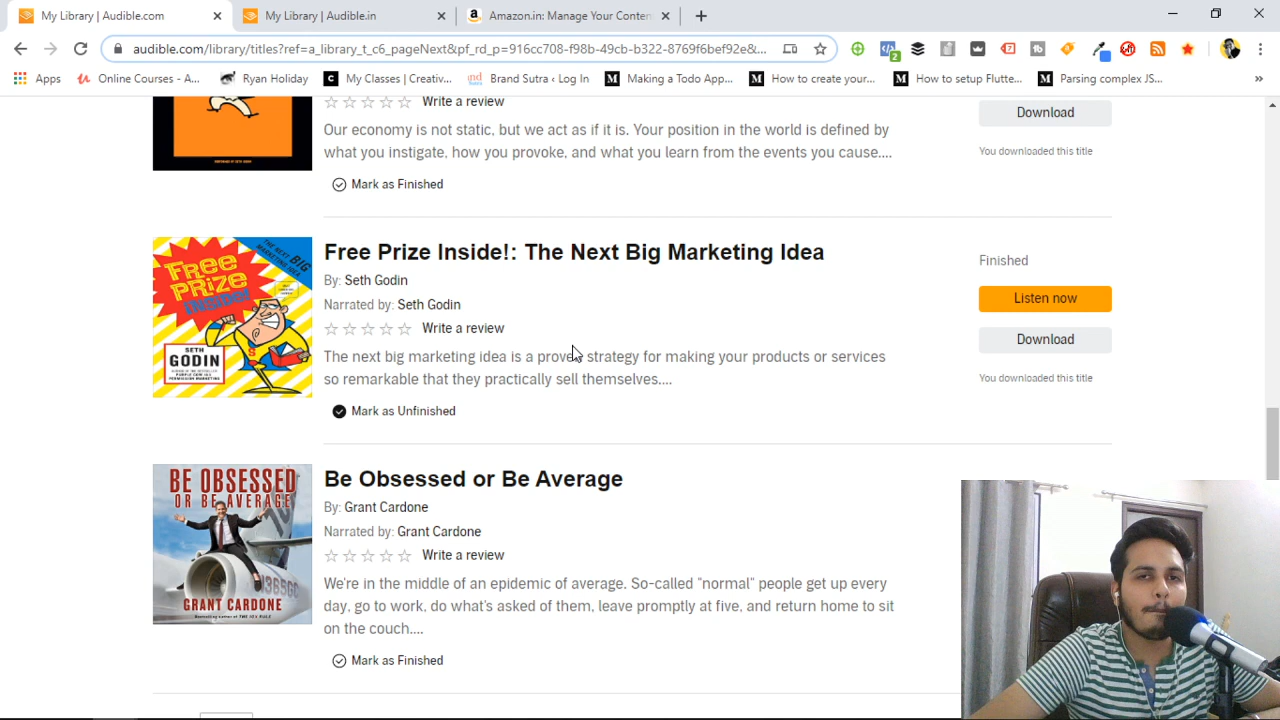 My Library | Audible.com
My Library | Audible.in
Amazon.in: Manage Your Conten
audible.com/library/titles?ref=a_library_t_c6_pageNext&pf_rd_p=916cc708-f98b-49cb-b322-8769f6bef92e&...
Apps
Online Courses - A...
Ryan Holiday
My Classes | Creativ...
Brand Sutra ‹ Log In
Making a Todo Ap...
How to create your...
How to setup Flutte...
Parsing complex JS...
Write a review
Download
Our economy is not static, but we act as if it is. Your position in the world is defined by
what you instigate, how you provoke, and what you learn from the events you cause....
You downloaded this title
Mark as Finished
THE NEXT BIG
MARKETING IDEA
FREE
PRIZE
INSIDE!
SETH
GODIN
Free Prize Inside!: The Next Big Marketing Idea
By: Seth Godin
Narrated by: Seth Godin
Write a review
The next big marketing idea is a proven strategy for making your products or services
so remarkable that they practically sell themselves....
Mark as Unfinished
Finished
Listen now
Download
You downloaded this title
BE OBSESSED
OR BE AVERAGE
N365GC
GRANT CARDONE
Be Obsessed or Be Average
By: Grant Cardone
Narrated by: Grant Cardone
Write a review
We're in the middle of an epidemic of average. So-called "normal" people get up every
day, go to work, do what's asked of them, leave promptly at five, and return home to sit
on the couch....
Mark as Finished